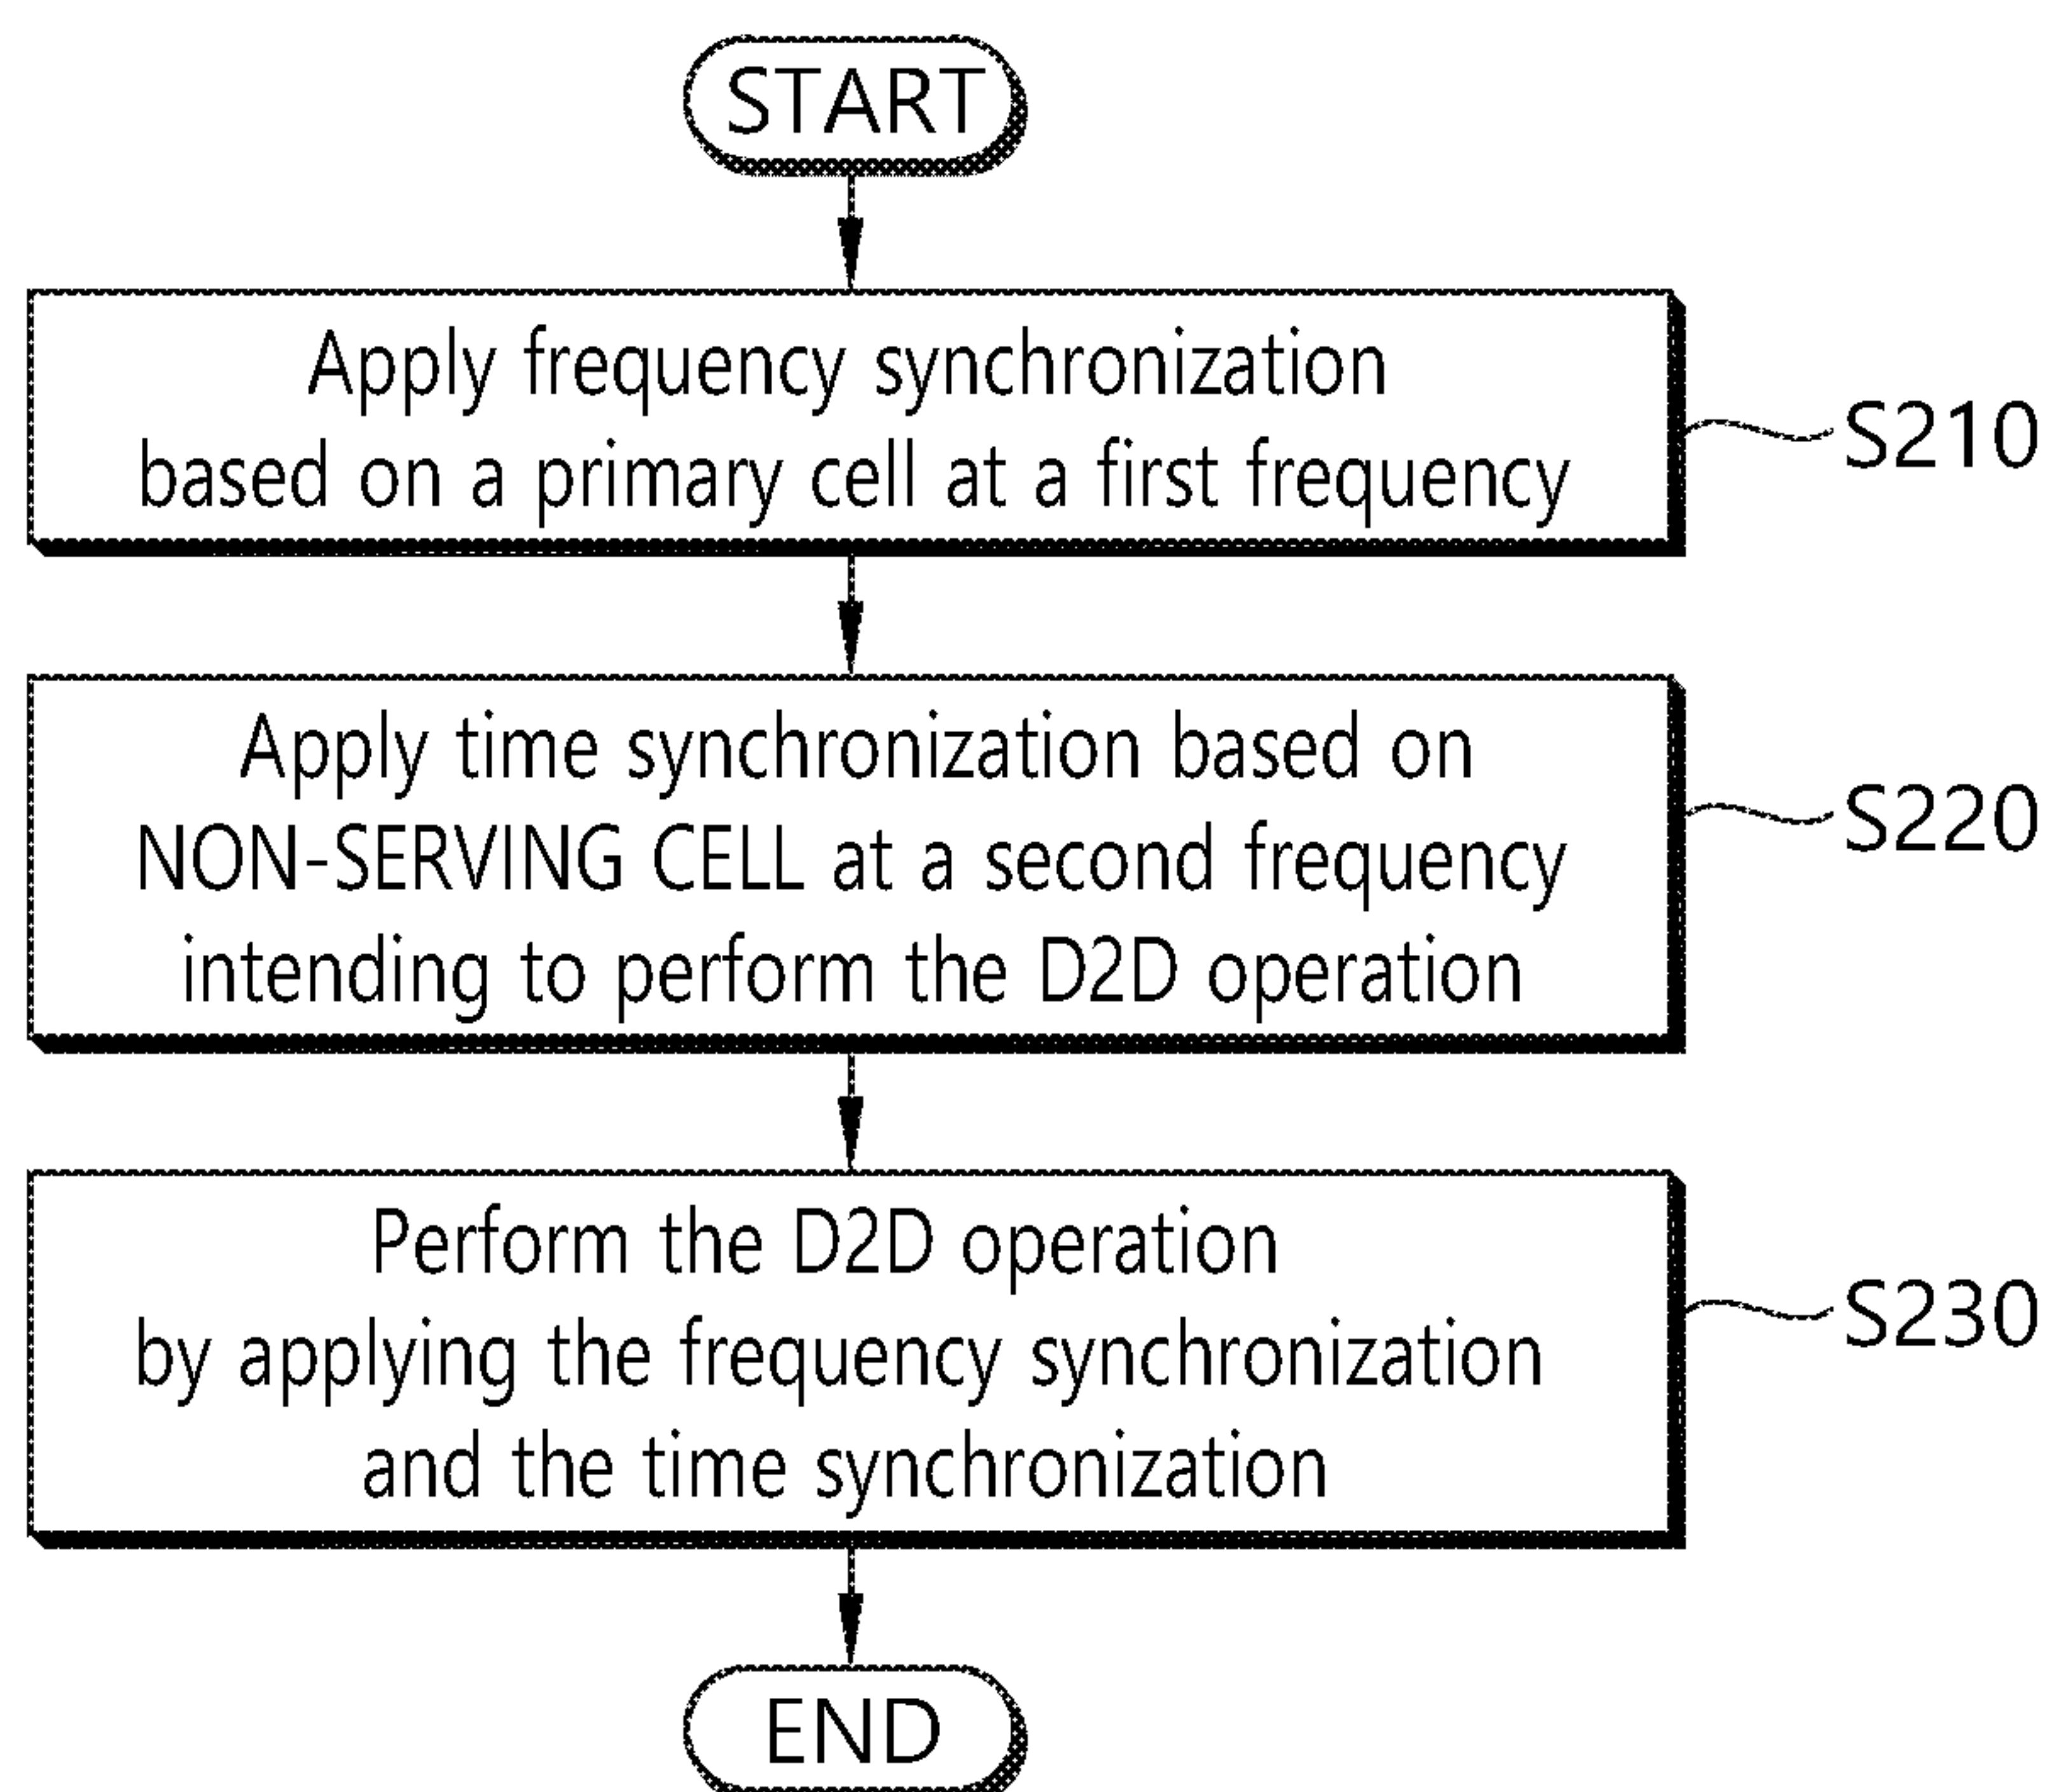 START
Apply frequency synchronization
based on a primary cell at a first frequency
S210
Apply time synchronization based on
NON-SERVING CELL at a second frequency
intending to perform the D2D operation
S220
Perform the D2D operation
by applying the frequency synchronization
and the time synchronization
S230
END